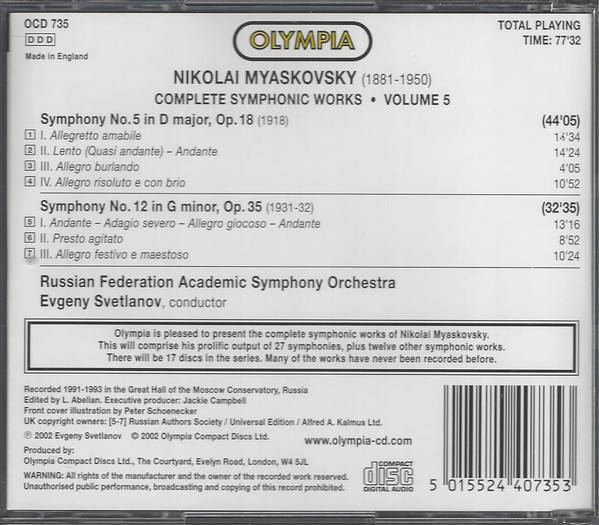 OCD 735
DDD
Made in England
OLYMPIA
TOTAL PLAYING
TIME: 77'32
NIKOLAI MYASKOVSKY (1881-1950)
COMPLETE SYMPHONIC WORKS • VOLUME 5
Symphony No. 5 in D major, Op. 18 (1918) (44'05)
1 I. Allegretto amabile 14'34
2 II. Lento (Quasi andante) – Andante 14'24
3 III. Allegro burlando 4'05
4 IV. Allegro risoluto e con brio 10'52
Symphony No. 12 in G minor, Op. 35 (1931-32) (32'35)
5 I. Andante – Adagio severo – Allegro giocoso – Andante 13'16
6 II. Presto agitato 8'52
7 III. Allegro festivo e maestoso 10'24
Russian Federation Academic Symphony Orchestra
Evgeny Svetlanov, conductor
Olympia is pleased to present the complete symphonic works of Nikolai Myaskovsky.
This will comprise his prolific output of 27 symphonies, plus twelve other symphonic works.
There will be 17 discs in the series. Many of the works have never been recorded before.
Recorded 1991-1993 in the Great Hall of the Moscow Conservatory, Russia
Edited by L. Abelian. Executive producer: Jackie Campbell
Front cover illustration by Peter Schoenecker
UK copyright owners: [5-7] Russian Authors Society / Universal Edition / Alfred A. Kalmus Ltd.
℗ 2002 Evgeny Svetlanov © 2002 Olympia Compact Discs Ltd.
www.olympia-cd.com
Produced by:
Olympia Compact Discs Ltd., The Courtyard, Evelyn Road, London, W4 5JL
WARNING: All rights of the manufacturer and the owner of the recorded work reserved.
Unauthorised public performance, broadcasting and copying of this record prohibited.
COMPACT
disc
DIGITAL AUDIO
5 015524 407353